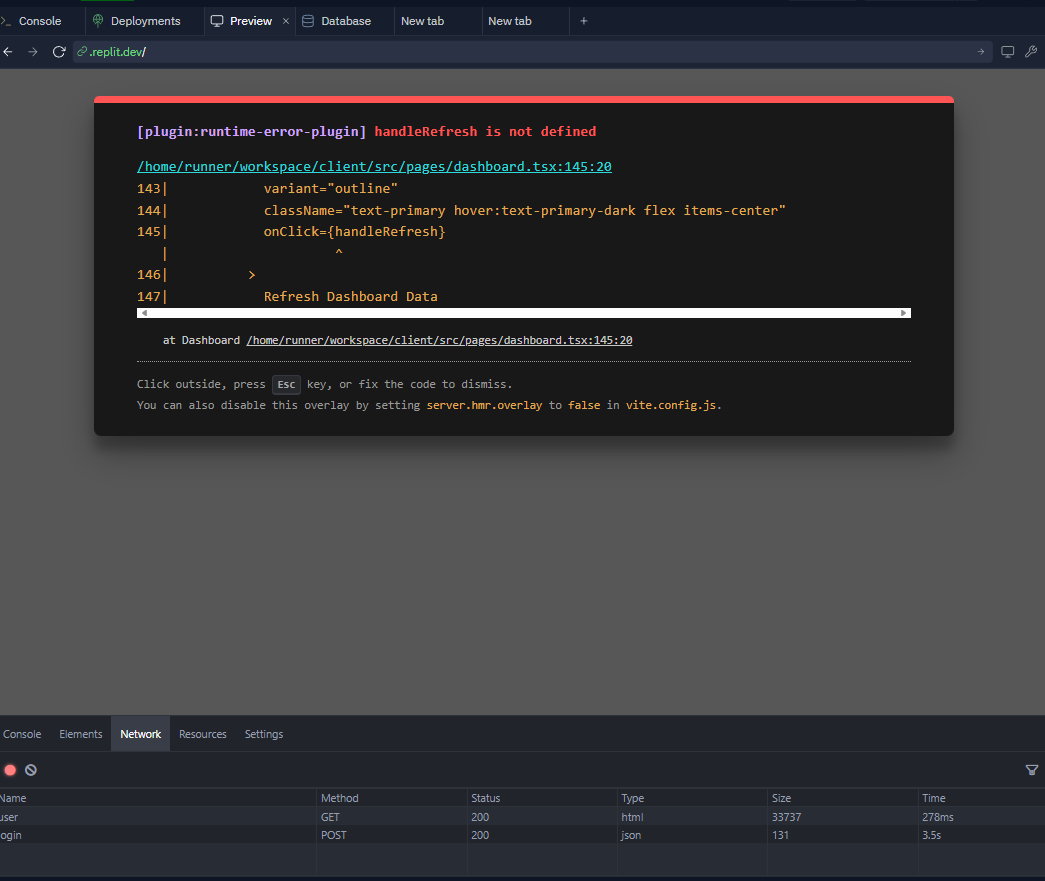 Console Deployments Preview × Database New tab New tab +
.replit.dev/
[plugin:runtime-error-plugin] handleRefresh is not defined
/home/runner/workspace/client/src/pages/dashboard.tsx:145:20
143| variant="outline"
144| className="text-primary hover:text-primary-dark flex items-center"
145| onClick={handleRefresh}
| ^
146| >
147| Refresh Dashboard Data
at Dashboard /home/runner/workspace/client/src/pages/dashboard.tsx:145:20
Click outside, press Esc key, or fix the code to dismiss.
You can also disable this overlay by setting server.hmr.overlay to false in vite.config.js.
Console Elements Network Resources Settings
Name Method Status Type Size Time
user GET 200 html 33737 278ms
login POST 200 json 131 3.5s